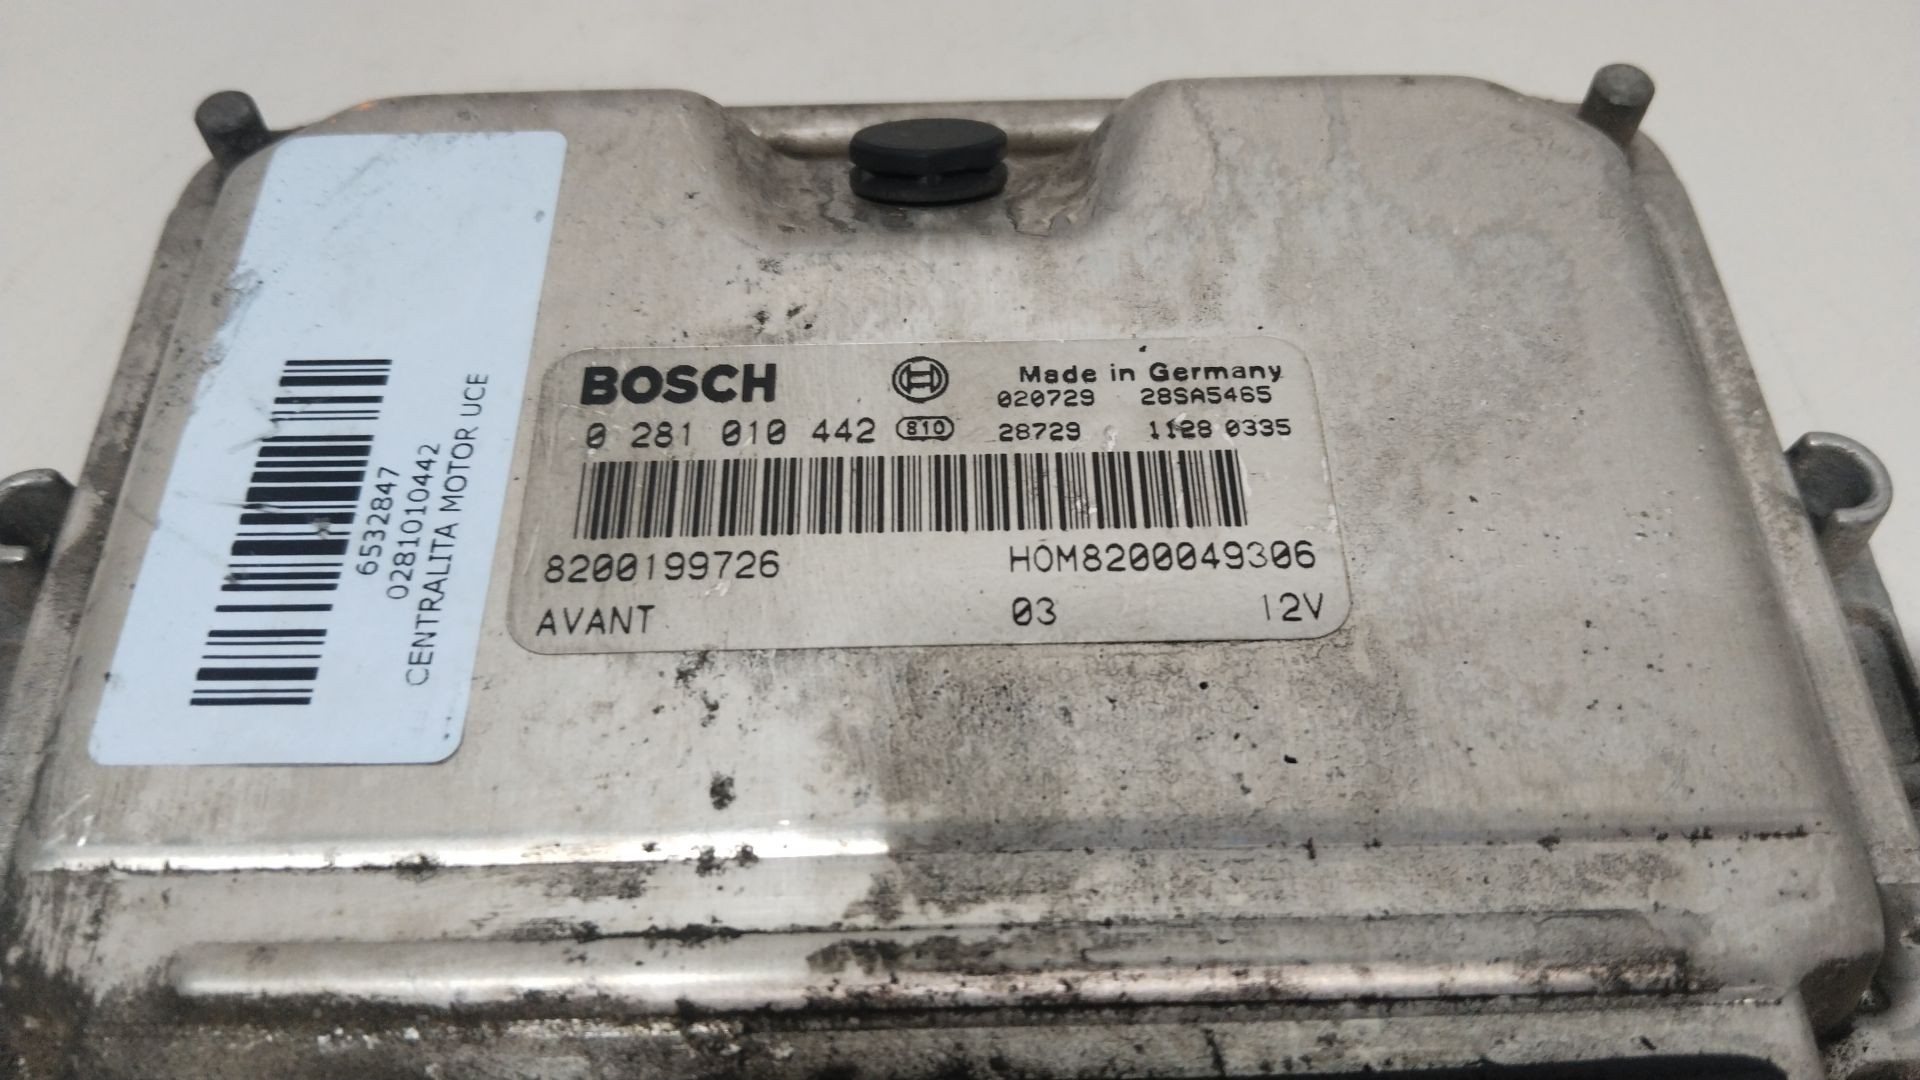 6532847
0281010442
CENTRALITA MOTOR UCE
BOSCH
Made in Germany
020729 28SA5465
0 281 010 442 810 28729 1128 0335
8200199726 HOM8200049306
AVANT 03 12V